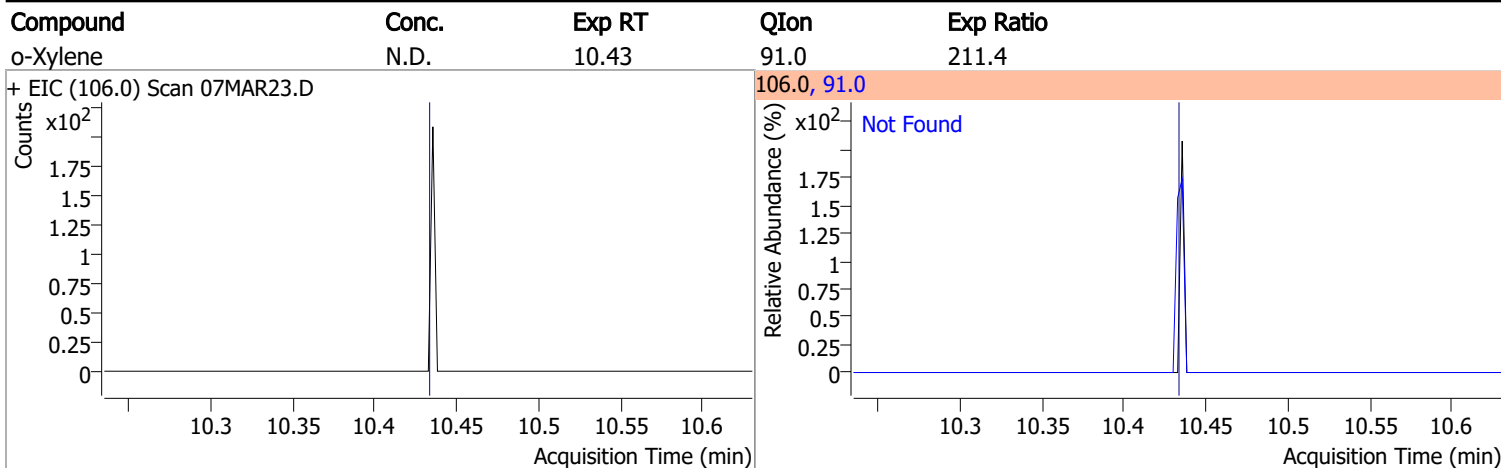 Compound Conc. Exp RT QIon Exp Ratio
o-Xylene N.D. 10.43 91.0 211.4
+ EIC (106.0) Scan 07MAR23.D
Counts
x10²
1.75
1.5
1.25
1
0.75
0.5
0.25
0
10.3 10.35 10.4 10.45 10.5 10.55 10.6
Acquisition Time (min)
106.0, 91.0
Relative Abundance (%)
x10²
Not Found
1.75
1.5
1.25
1
0.75
0.5
0.25
0
10.3 10.35 10.4 10.45 10.5 10.55 10.6
Acquisition Time (min)